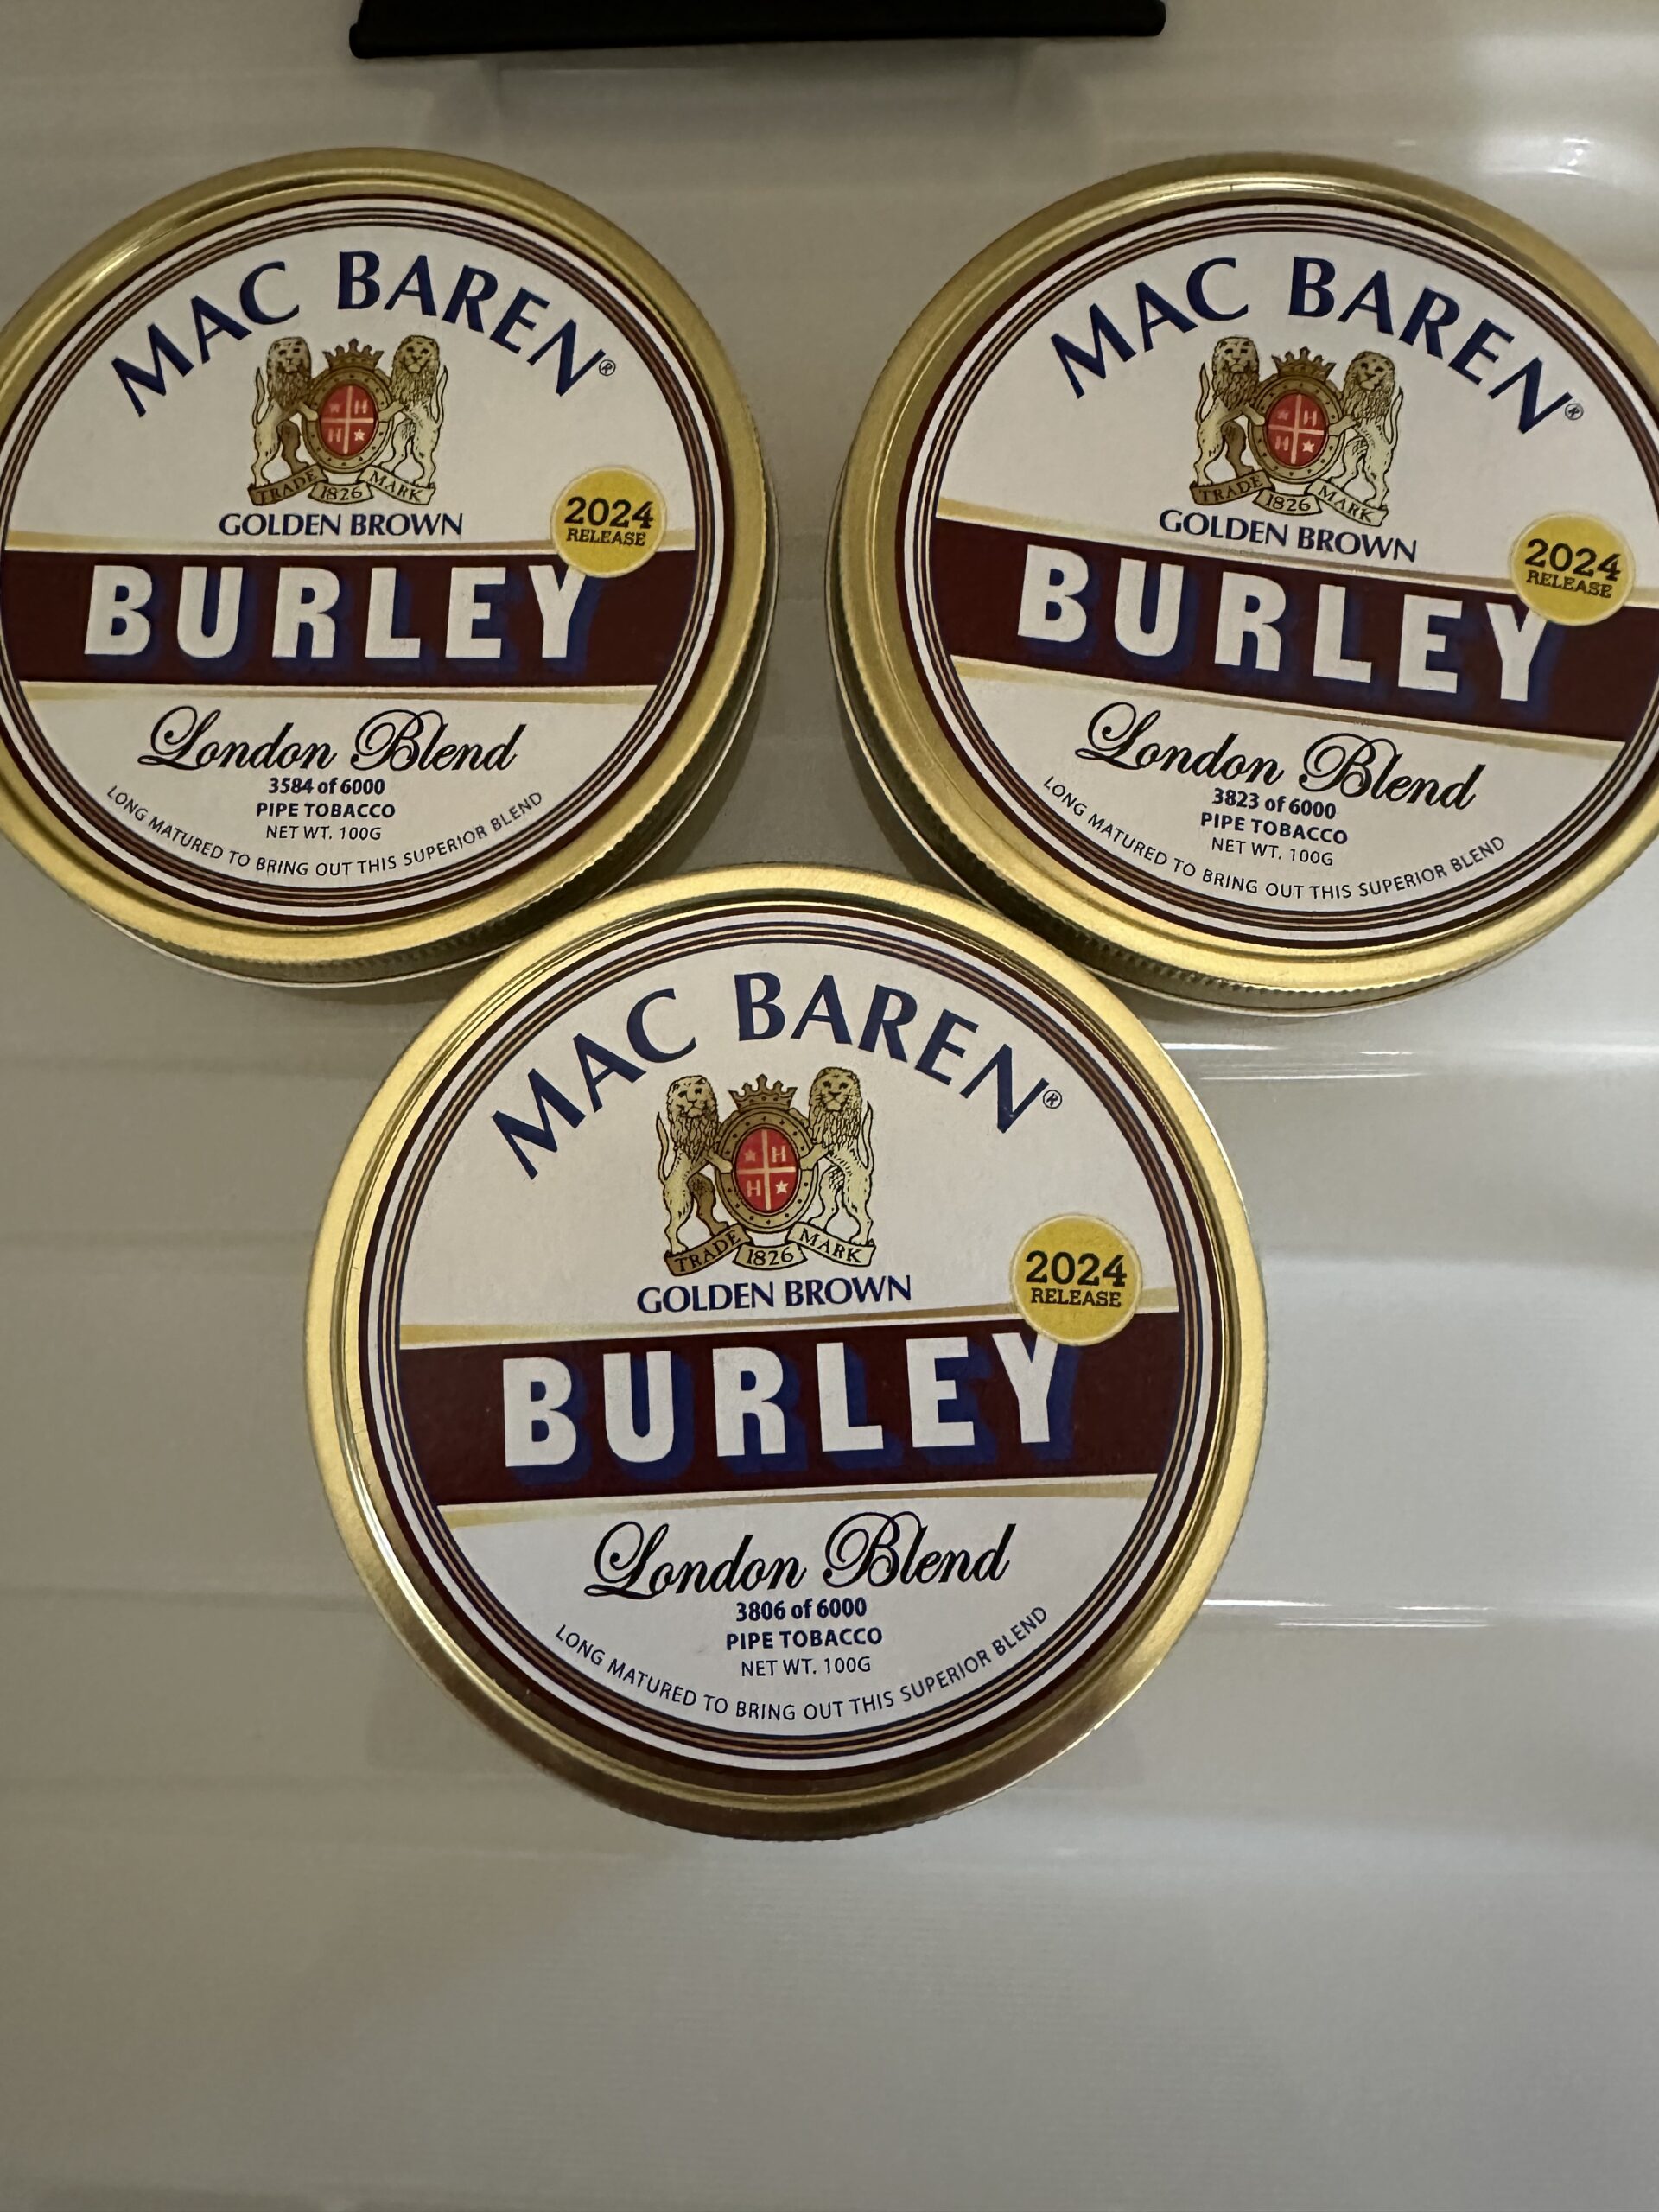 MAC BAREN®
H
H
TRADE 1826 MARK
GOLDEN BROWN
2024
RELEASE
BURLEY
London Blend
3584 of 6000
PIPE TOBACCO
NET WT. 100G
LONG MATURED TO BRING OUT THIS SUPERIOR BLEND
MAC BAREN®
H
H
TRADE 1826 MARK
GOLDEN BROWN
2024
RELEASE
BURLEY
London Blend
3823 of 6000
PIPE TOBACCO
NET WT. 100G
LONG MATURED TO BRING OUT THIS SUPERIOR BLEND
MAC BAREN®
H
H
TRADE 1826 MARK
GOLDEN BROWN
2024
RELEASE
BURLEY
London Blend
3806 of 6000
PIPE TOBACCO
NET WT. 100G
LONG MATURED TO BRING OUT THIS SUPERIOR BLEND